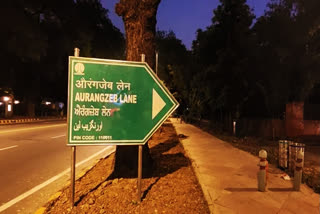 औरंगजेब लेन
AURANGZEB LANE
ਔਰੰਗਜ਼ੇਬ ਲੇਨ
اورنگزیب لین
PIN CODE : 110011